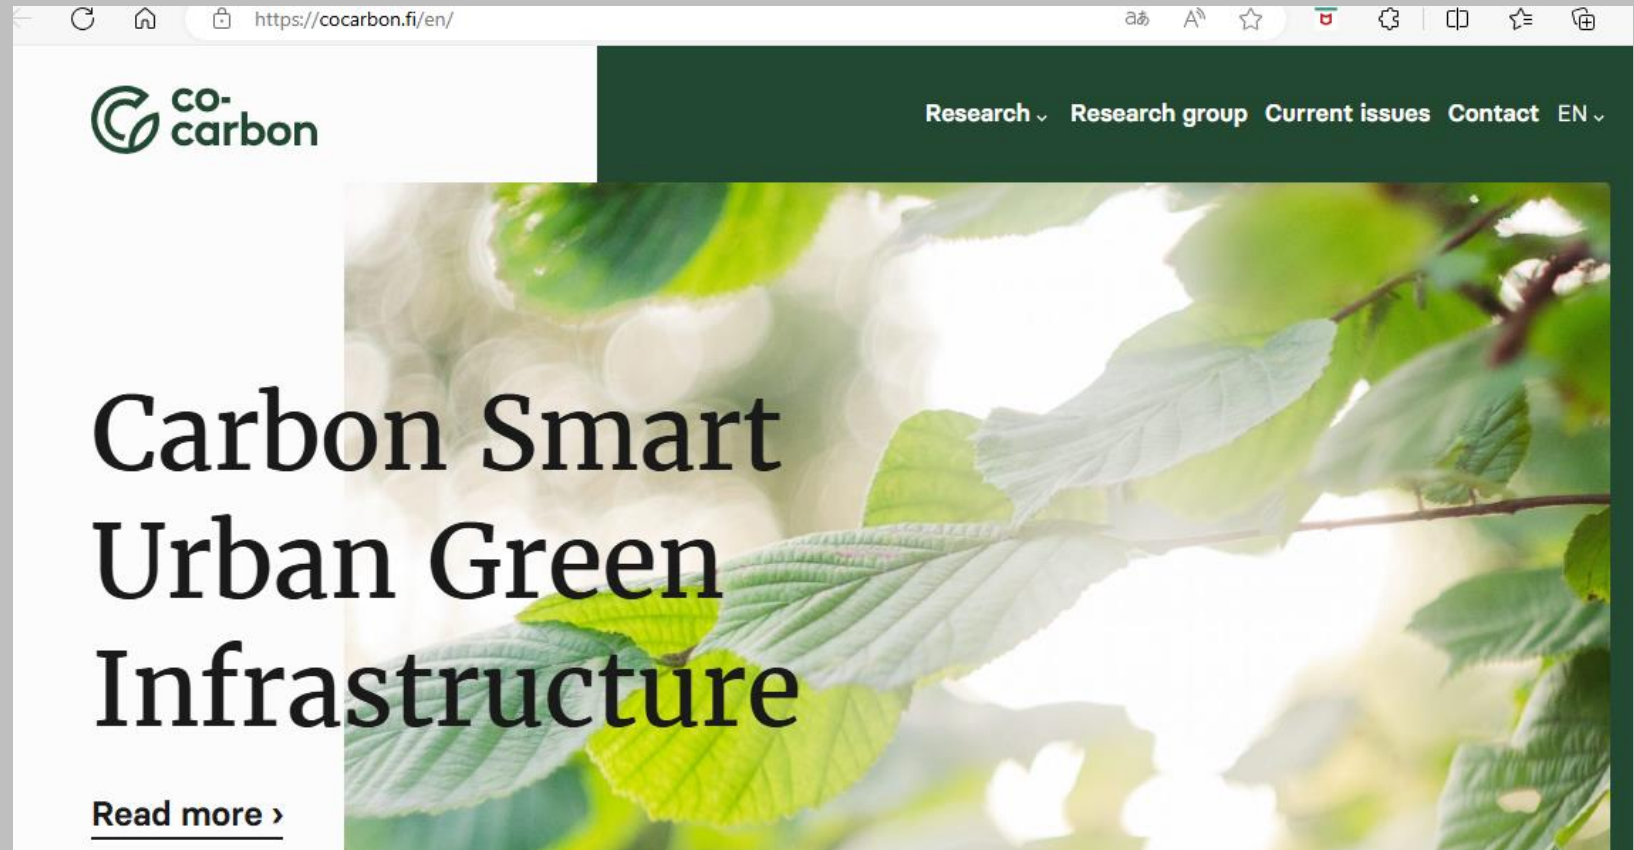 https://cocarbon.fi/en/
co-
carbon
Research Research group Current issues Contact EN
Carbon Smart
Urban Green
Infrastructure
Read more ›